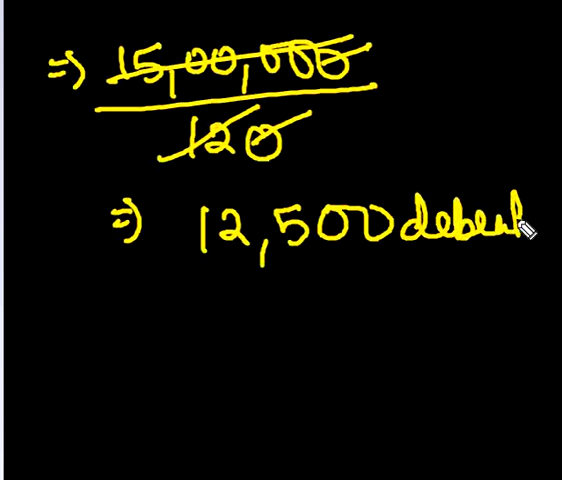 => 15,00,000
120
=> 12,500 debent